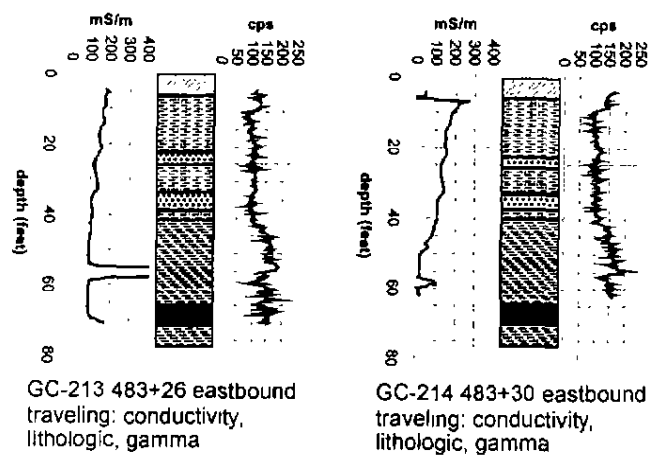 mS/m
cps
mS/m
cps
0
100
200
300
400
0
50
100
150
200
250
0
100
200
300
400
0
50
100
150
200
250
0
20
40
60
80
depth (feet)
0
20
40
60
80
depth (feet)
GC-213 483+26 eastbound
traveling: conductivity,
lithologic, gamma
GC-214 483+30 eastbound
traveling: conductivity,
lithologic, gamma